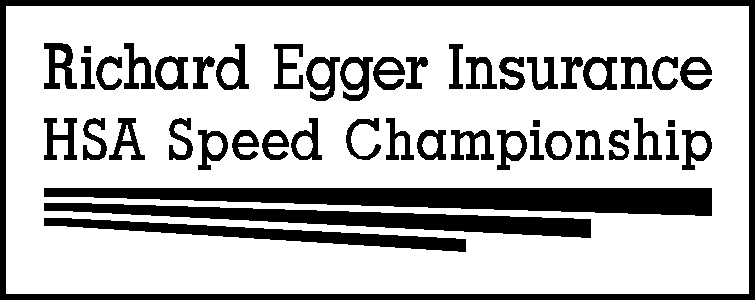 Richard Egger Insurance
HSA Speed Championship